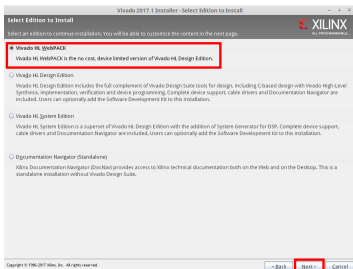 Vivado 2017.1 Installer - Select Edition to Install
Select Edition to Install
Select an edition to continue installation. You will be able to customize the content in the next page.
XILINX
ALL PROGRAMMABLE.
Vivado HL WebPACK
Vivado HL WebPACK is the no cost, device limited version of Vivado HL Design Edition.
Vivado HL Design Edition
Vivado HL Design Edition includes the full complement of Vivado Design Suite tools for design, including C-based design with Vivado High-Level
Synthesis, implementation, verification and device programming. Complete device support, cable drivers and Documentation Navigator are
included. Users can optionally add the Software Development Kit to this installation.
Vivado HL System Edition
Vivado HL System Edition is a superset of Vivado HL Design Edition with the addition of System Generator for DSP. Complete device support,
cable drivers and Documentation Navigator are included. Users can optionally add the Software Development Kit to this installation.
Documentation Navigator (Standalone)
Xilinx Documentation Navigator (DocNav) provides access to Xilinx technical documentation both on the Web and on the Desktop. This is a
standalone installation without Vivado Design Suite.
Copyright © 1986-2017 Xilinx, Inc. All rights reserved.
< Back Next > Cancel